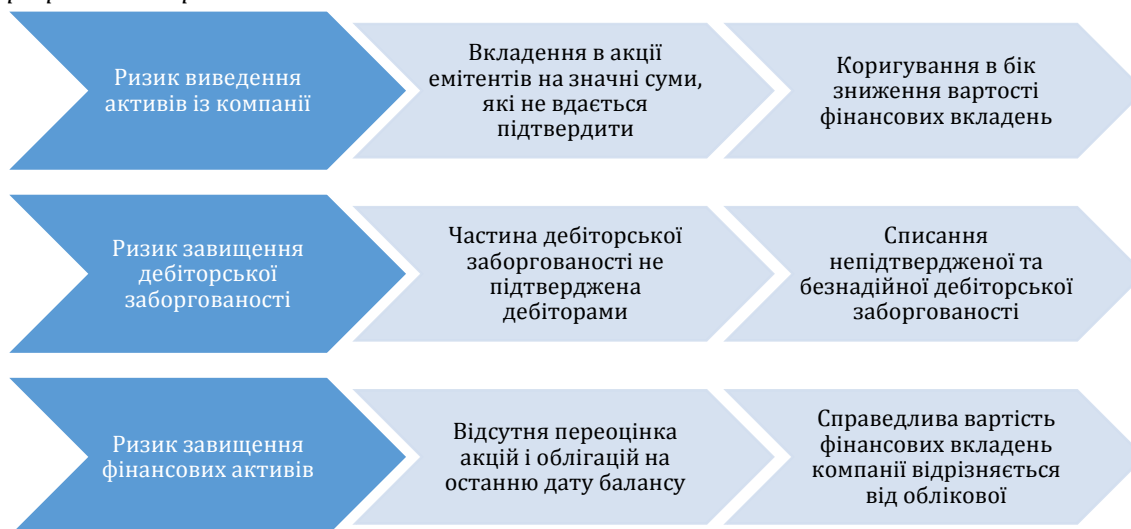 Ризик виведення
активів із компанії
Вкладення в акції
емітентів на значні суми,
які не вдається
підтвердити
Коригування в бік
зниження вартості
фінансових вкладень
Ризик завищення
дебіторської
заборгованості
Частина дебіторської
заборгованості не
підтверджена
дебіторами
Списання
непідтвердженої та
безнадійної дебіторської
заборгованості
Ризик завищення
фінансових активів
Відсутня переоцінка
акцій і облігацій на
останню дату балансу
Справедлива вартість
фінансових вкладень
компанії відрізняється
від облікової